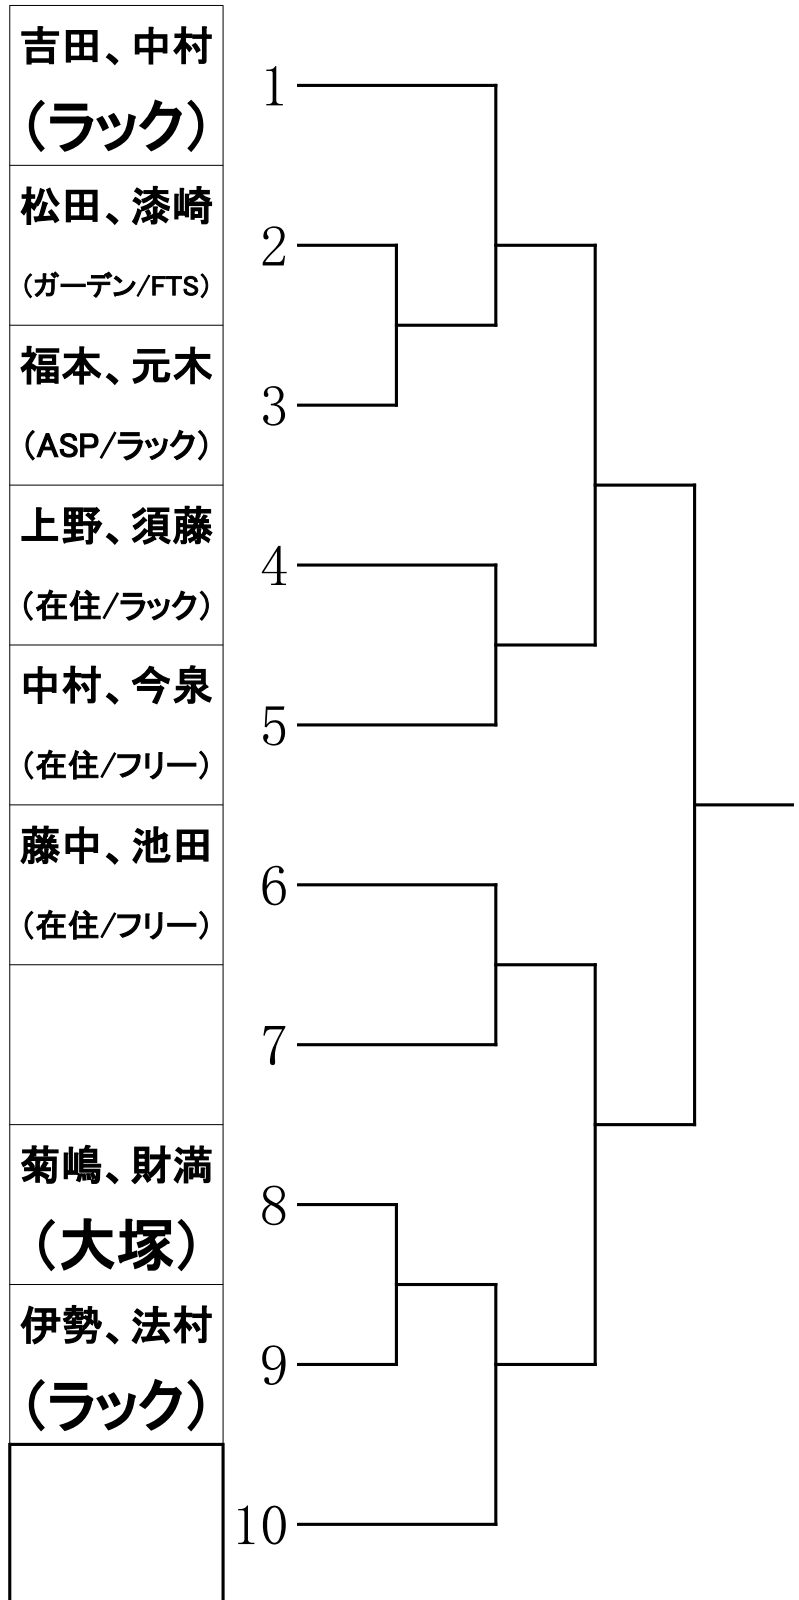 吉田、中村
（ラック）
1
松田、漆崎
（ガーデン/FTS）
2
福本、元木
（ASP/ラック）
3
上野、須藤
（在住/ラック）
4
中村、今泉
（在住/フリー）
5
藤中、池田
（在住/フリー）
6
7
菊嶋、財満
（大塚）
8
伊勢、法村
（ラック）
9
10